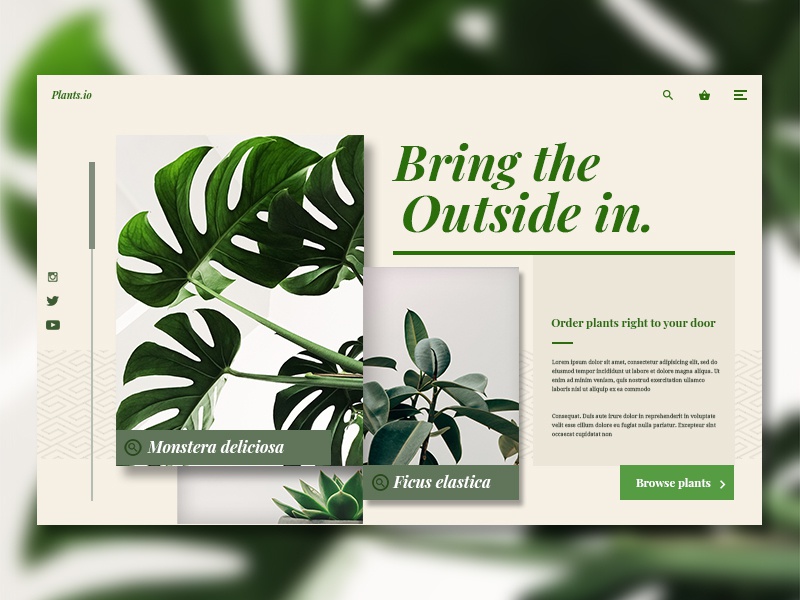 Plants.io
Bring the
Outside in.
Order plants right to your door
Lorem ipsum dolor sit amet, consectetur adipisicing elit, sed do
eiusmod tempor incididunt ut labore et dolore magna aliqua. Ut
enim ad minim veniam, quis nostrud exercitation ullamco
laboris nisi ut aliquip ex ea commodo
Consequat. Duis aute irure dolor in reprehenderit in voluptate
velit esse cillum dolore eu fugiat nulla pariatur. Excepteur sint
occaecat cupidatat non
Monstera deliciosa
Ficus elastica
Browse plants